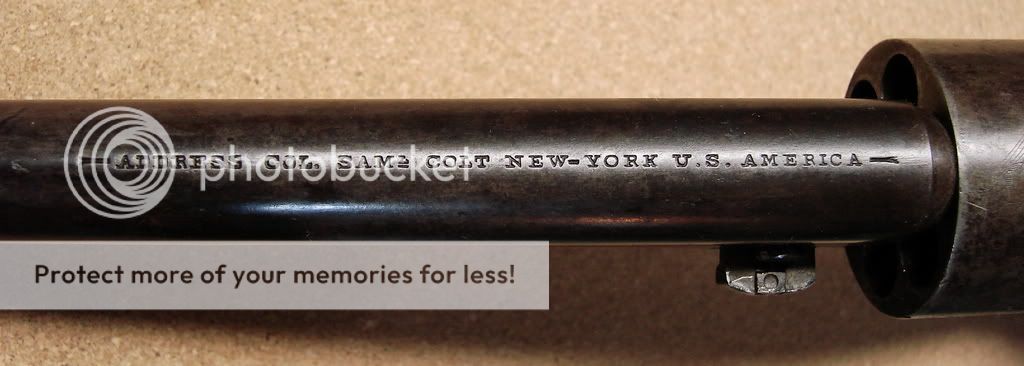 —ADDRESS COL. SAML COLT NEW-YORK U.S. AMERICA—
photobucket
Protect more of your memories for less!